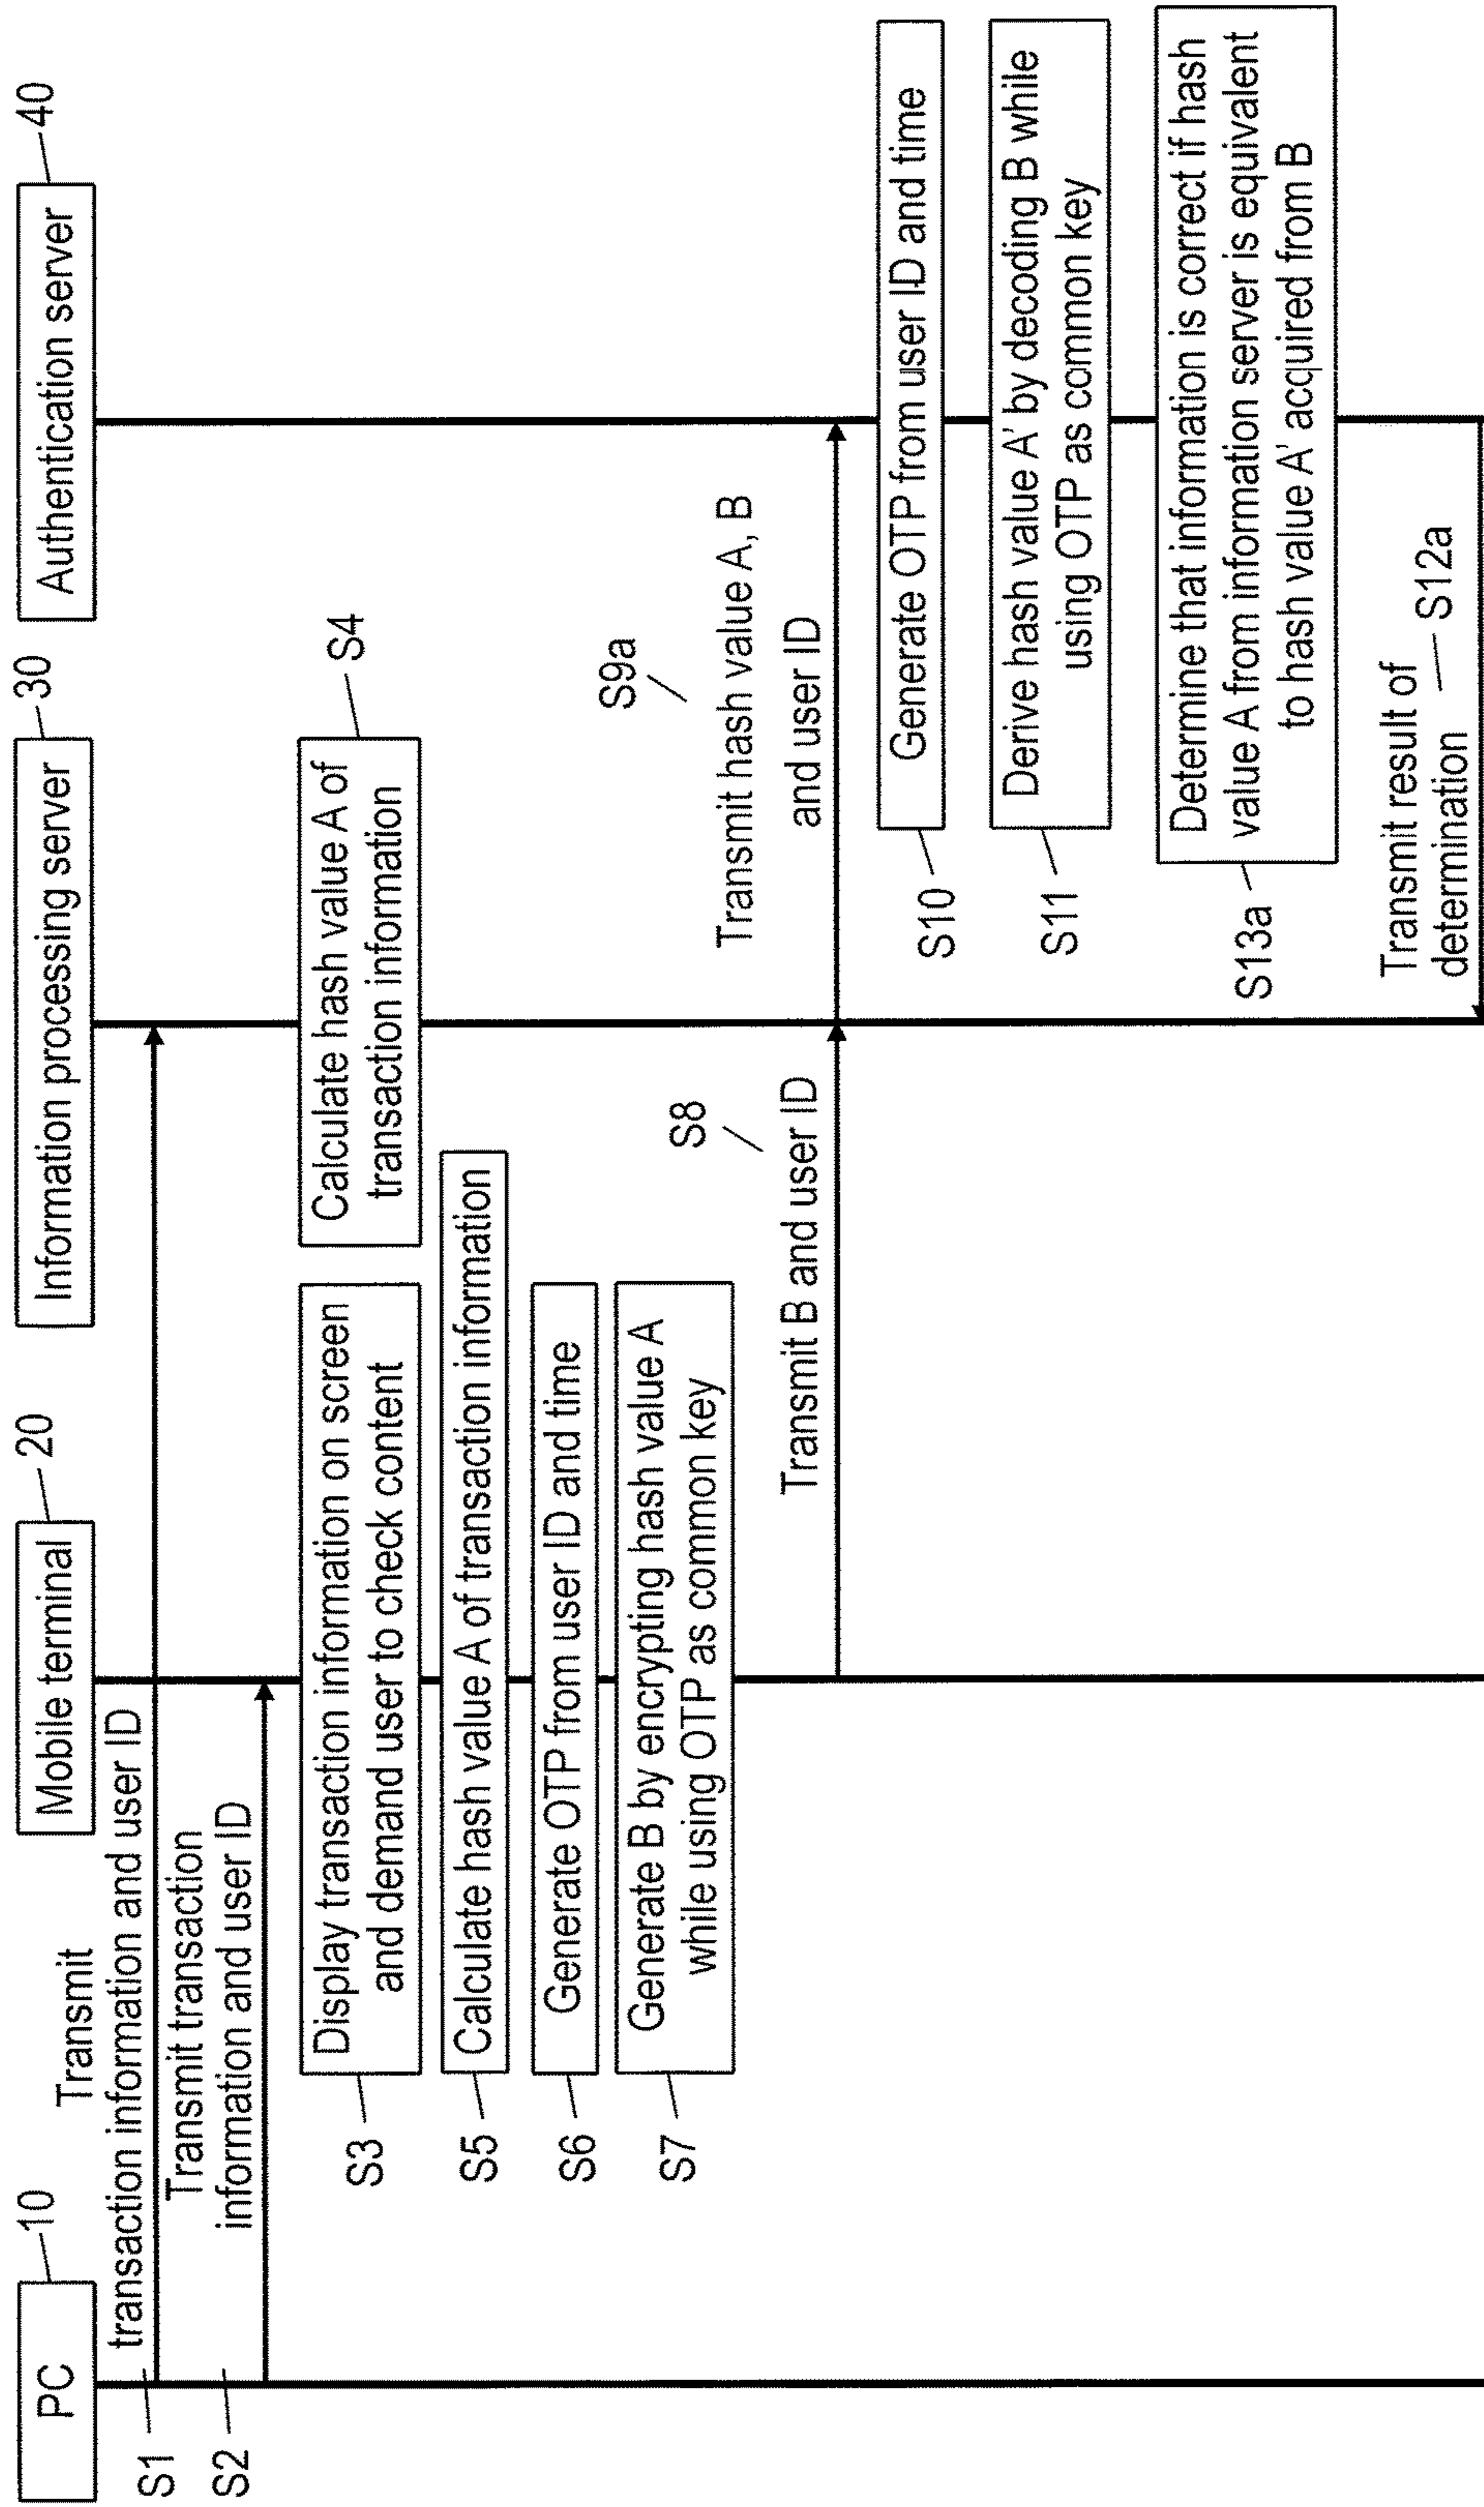 PC
10
Mobile terminal
20
Information processing server
30
Authentication server
40
S1
Transmit
transaction information and user ID
S2
Transmit transaction
information and user ID
S3
Display transaction information on screen
and demand user to check content
Calculate hash value A of
transaction information
S4
S5
Calculate hash value A of transaction information
S6
Generate OTP from user ID and time
S7
Generate B by encrypting hash value A
while using OTP as common key
S8
Transmit B and user ID
S9a
Transmit hash value A, B
and user ID
S10
Generate OTP from user ID and time
S11
Derive hash value A' by decoding B while
using OTP as common key
S13a
Determine that information is correct if hash
value A from information server is equivalent
to hash value A' acquired from B
Transmit result of
determination
S12a